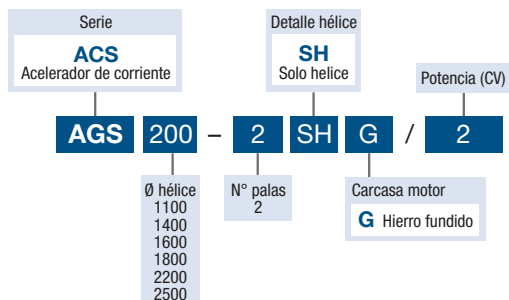 Serie
ACS
Acelerador de corriente
Detalle hélice
SH
Solo helice
Potencia (CV)
AGS 200 – 2 SH G / 2
Ø hélice
1100
1400
1600
1800
2200
2500
N° palas
2
Carcasa motor
G Hierro fundido